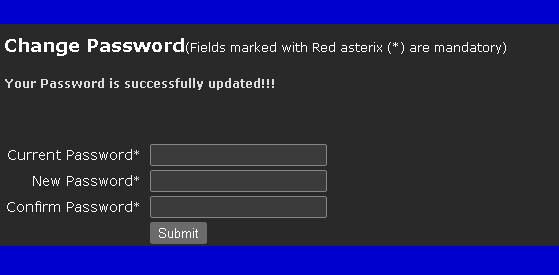 Change Password(Fields marked with Red asterix (*) are mandatory)
Your Password is successfully updated!!!
Current Password*
New Password*
Confirm Password*
Submit